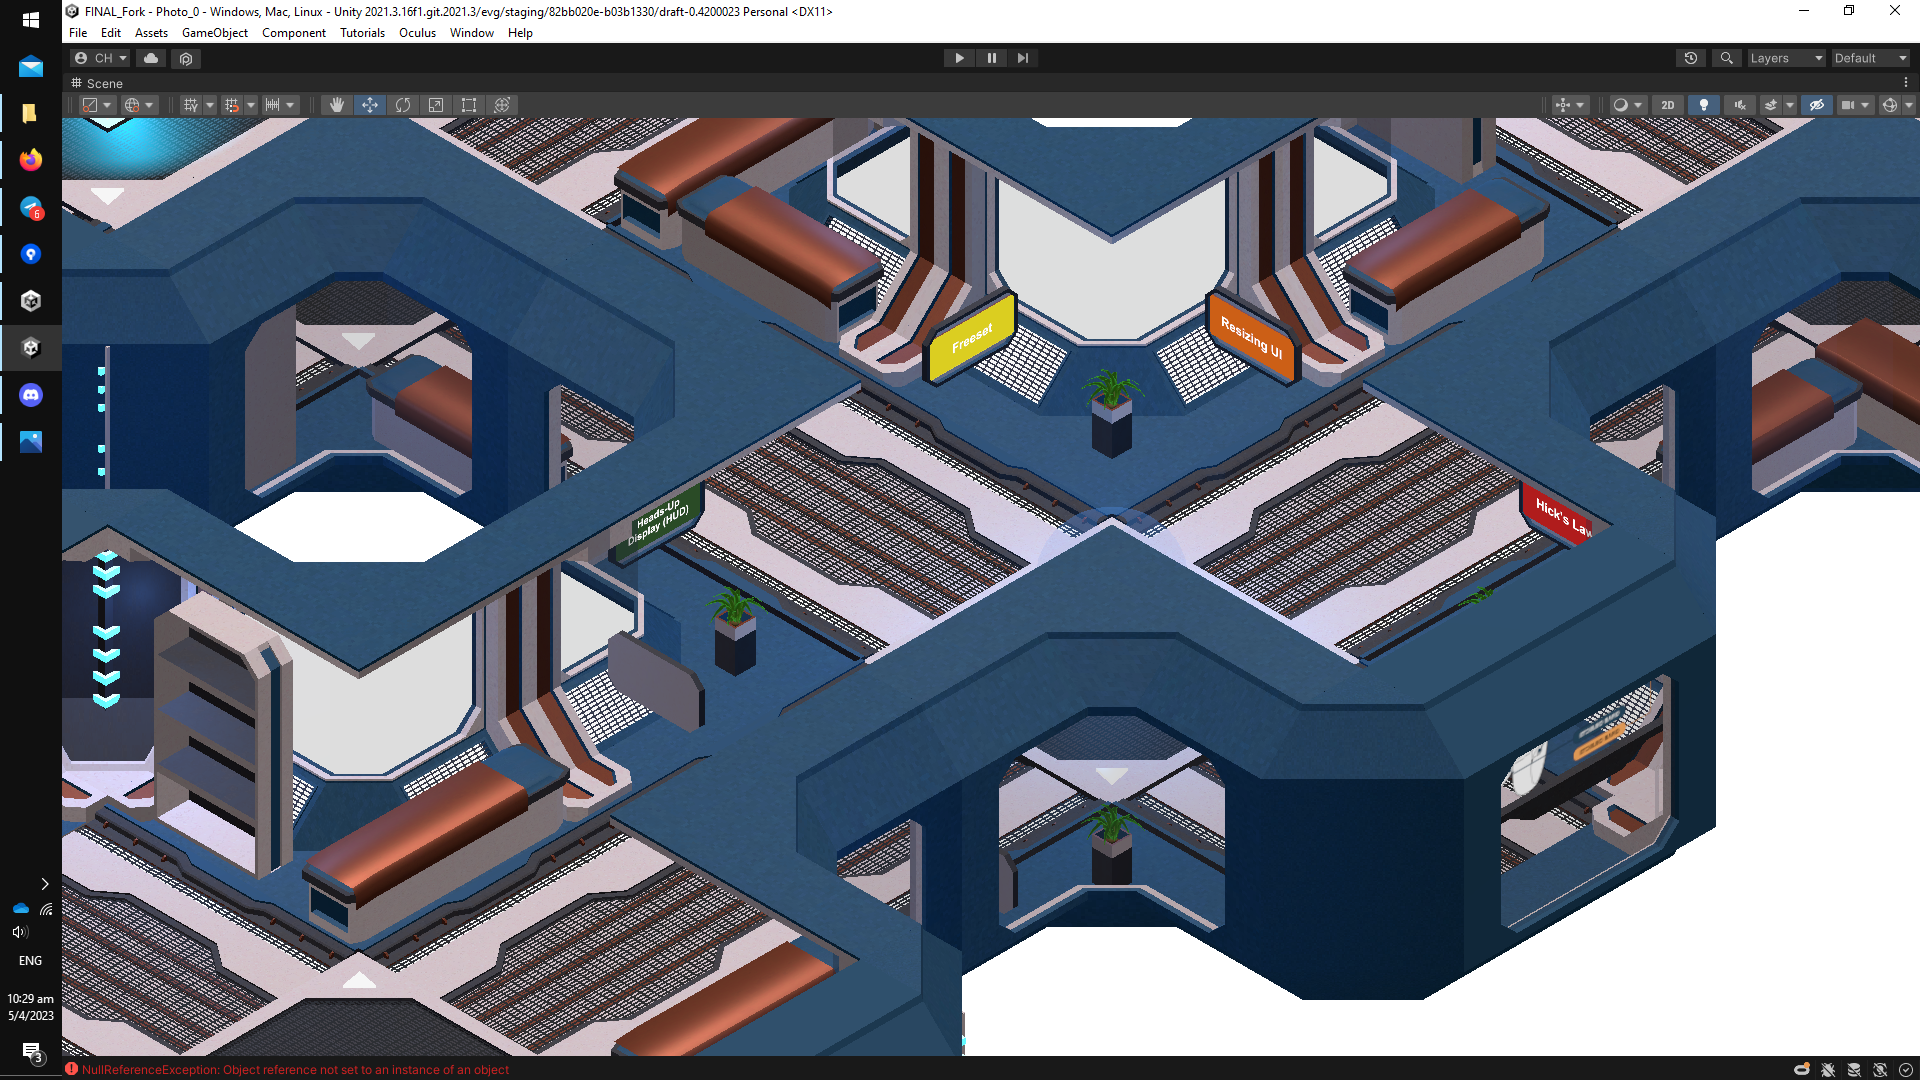 FINAL_Fork - Photo_0 - Windows, Mac, Linux - Unity 2021.3.16f1.git.2021.3/evg/staging/82bb020e-b03b1330/draft-0.4200023 Personal <DX11>
File Edit Assets GameObject Component Tutorials Oculus Window Help
CH
Layers
Default
Scene
2D
Freeset
Resizing UI
Heads-Up
Display (HUD)
Hick's Law
6
ENG
10:29 am
5/4/2023
3
NullReferenceException: Object reference not set to an instance of an object